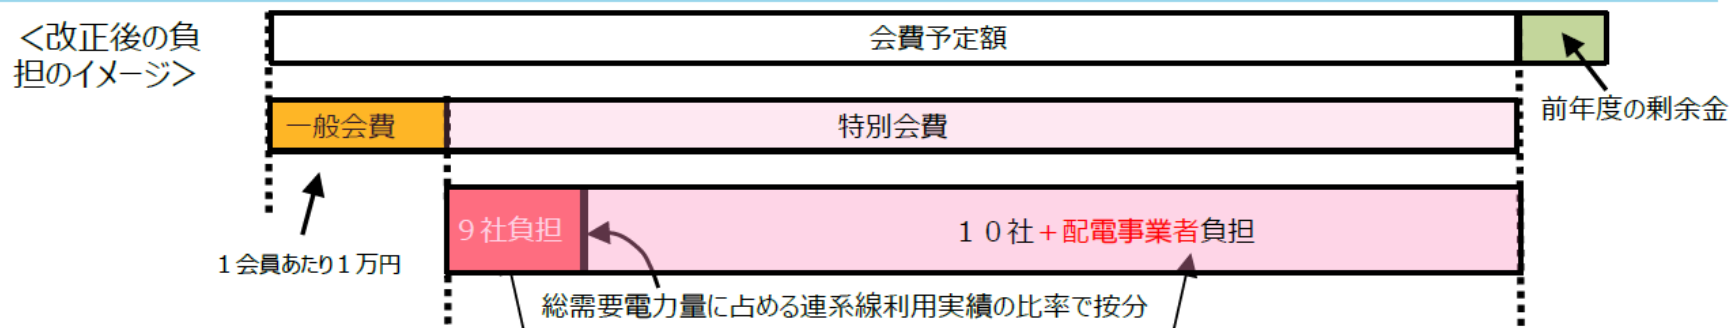 ＜改正後の負
担のイメージ＞
会費予定額
前年度の剰余金
一般会費
特別会費
９社負担
１０社＋配電事業者負担
１会員あたり１万円
総需要電力量に占める連系線利用実績の比率で按分